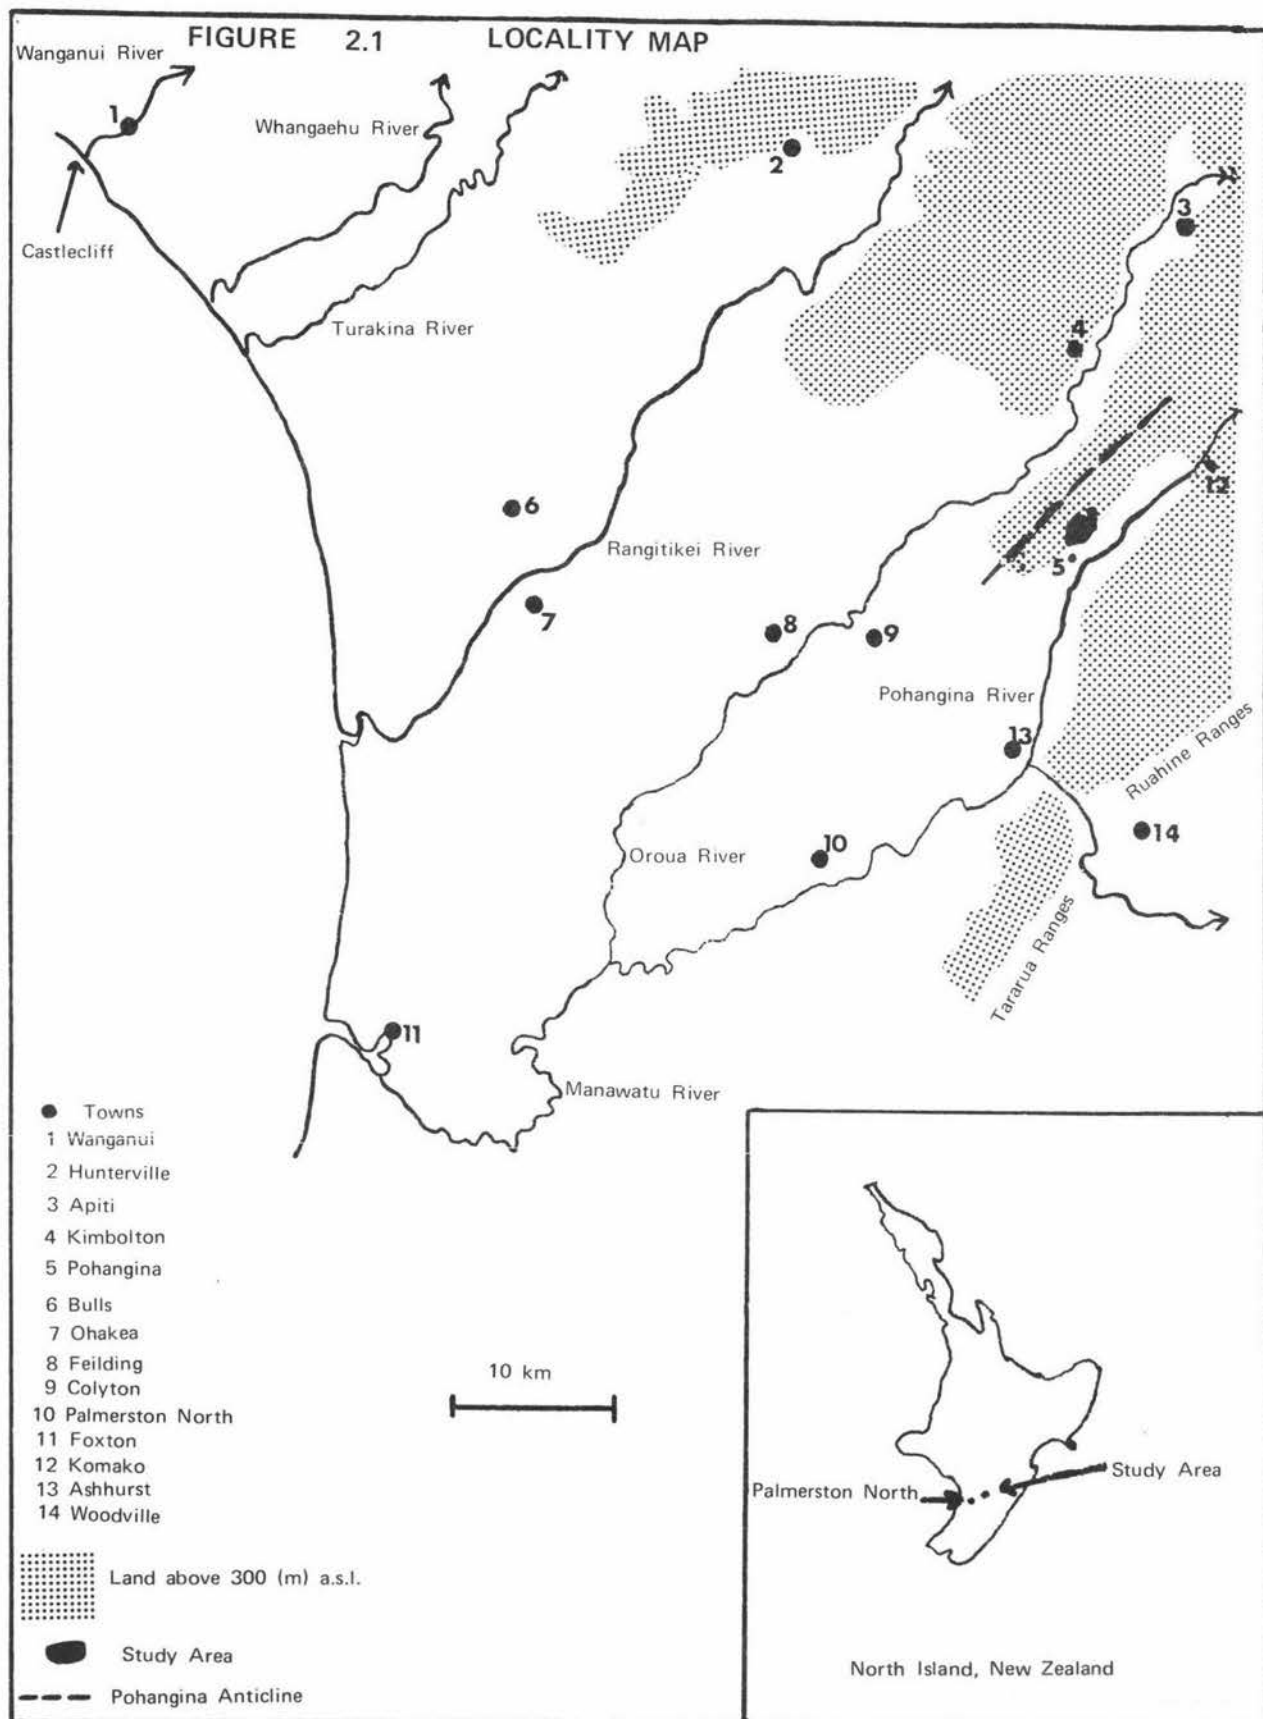 FIGURE 2.1 LOCALITY MAP
Wanganui River
1
Whangaehu River
2
3
Castlecliff
Turakina River
4
12
6
Rangitikei River
5
7
8
9
Pohangina River
13
Ruahine Ranges
14
10
Oroua River
Tararua Ranges
11
Manawatu River
Towns
1 Wanganui
2 Hunterville
3 Apiti
4 Kimbolton
5 Pohangina
6 Bulls
7 Ohakea
8 Feilding
9 Colyton
10 Palmerston North
11 Foxton
12 Komako
13 Ashhurst
14 Woodville
10 km
Land above 300 (m) a.s.l.
Study Area
Pohangina Anticline
Study Area
Palmerston North
North Island, New Zealand